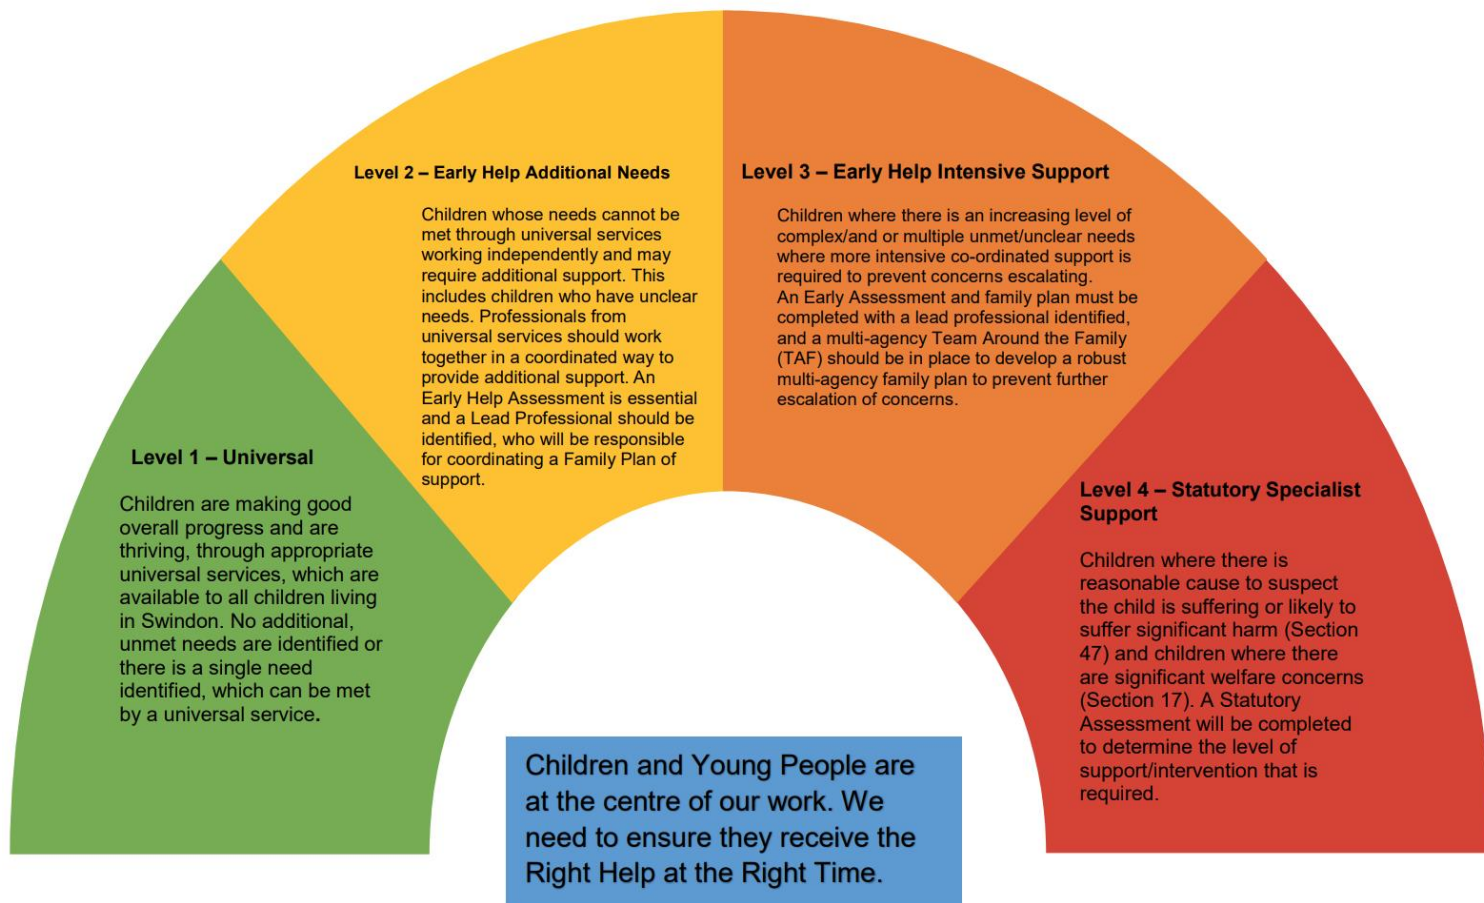 Level 1 – Universal
Children are making good
overall progress and are
thriving, through appropriate
universal services, which are
available to all children living
in Swindon. No additional,
unmet needs are identified or
there is a single need
identified, which can be met
by a universal service.
Level 2 – Early Help Additional Needs
Children whose needs cannot be
met through universal services
working independently and may
require additional support. This
includes children who have unclear
needs. Professionals from
universal services should work
together in a coordinated way to
provide additional support. An
Early Help Assessment is essential
and a Lead Professional should be
identified, who will be responsible
for coordinating a Family Plan of
support.
Level 3 – Early Help Intensive Support
Children where there is an increasing level of
complex/and or multiple unmet/unclear needs
where more intensive co-ordinated support is
required to prevent concerns escalating.
An Early Assessment and family plan must be
completed with a lead professional identified,
and a multi-agency Team Around the Family
(TAF) should be in place to develop a robust
multi-agency family plan to prevent further
escalation of concerns.
Level 4 – Statutory Specialist
Support
Children where there is
reasonable cause to suspect
the child is suffering or likely to
suffer significant harm (Section
47) and children where there
are significant welfare concerns
(Section 17). A Statutory
Assessment will be completed
to determine the level of
support/intervention that is
required.
Children and Young People are
at the centre of our work. We
need to ensure they receive the
Right Help at the Right Time.